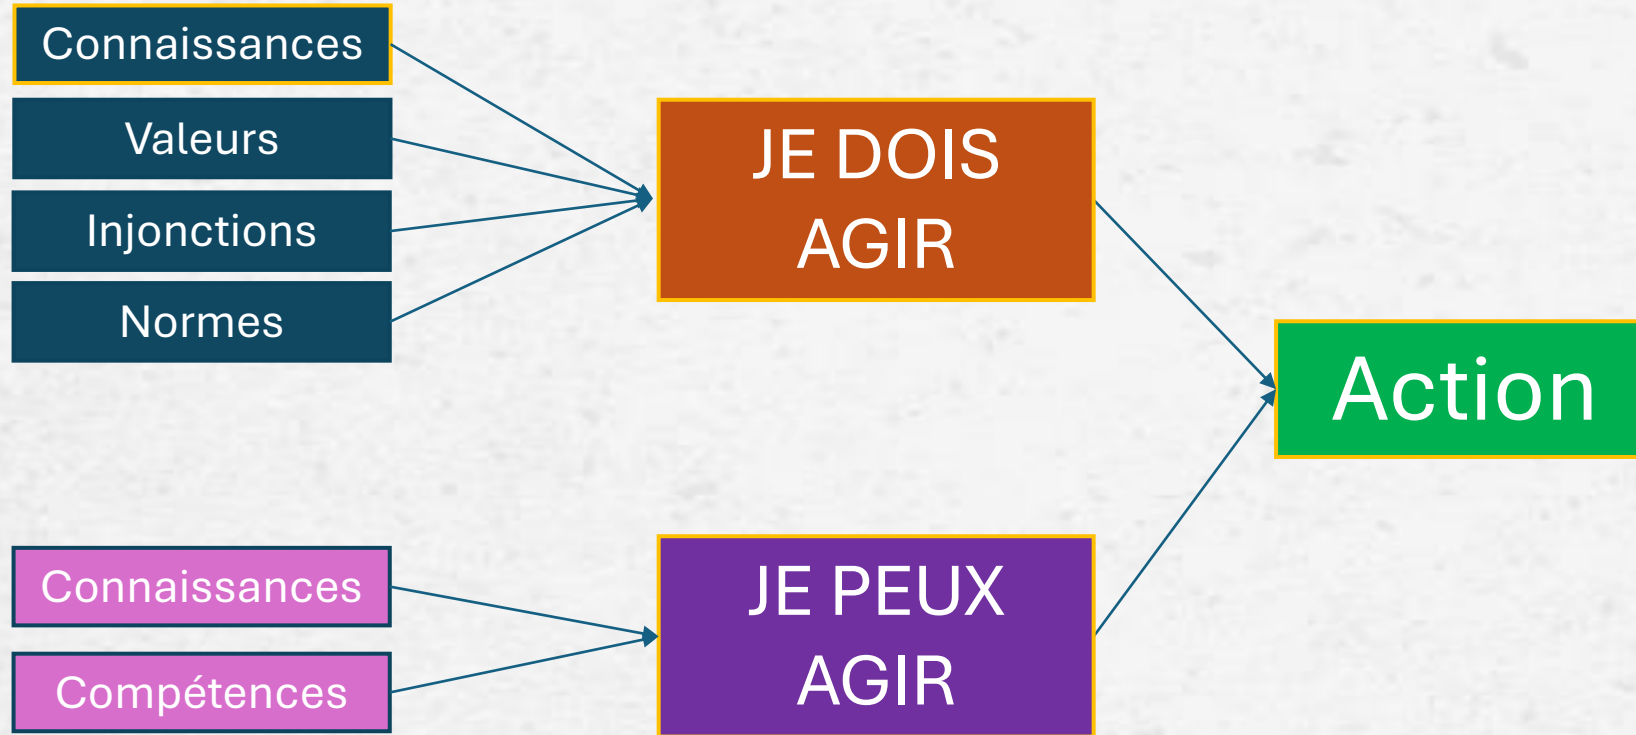 Connaissances
Valeurs
Injonctions
Normes
JE DOIS
AGIR
Action
Connaissances
Compétences
JE PEUX
AGIR